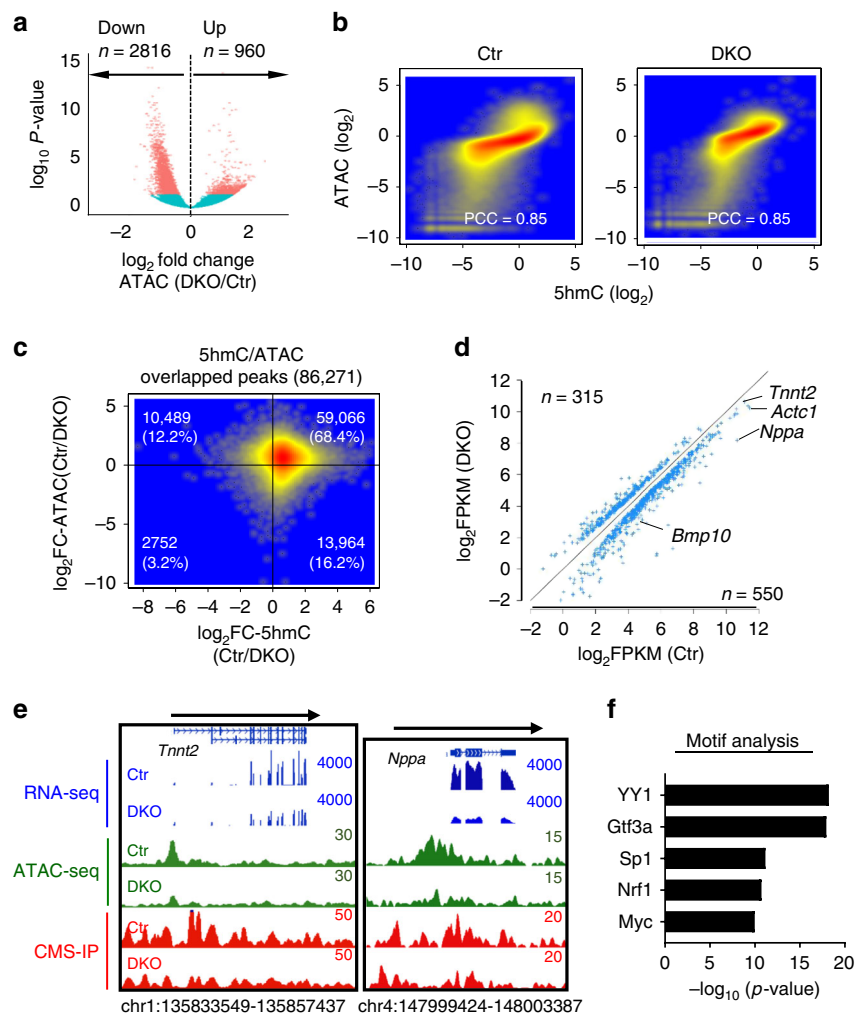 a
Down
n = 2816
Up
n = 960
15
10
5
0
log10 P-value
−2
0
2
log2 fold change
ATAC (DKO/Ctr)
b
Ctr
DKO
5
0
−5
−10
ATAC (log2)
PCC = 0.85
−10
−5
0
5
5
0
−5
−10
PCC = 0.85
−10
−5
0
5
5hmC (log2)
c
5hmC/ATAC
overlapped peaks (86,271)
5
0
−5
−10
log2FC-ATAC(Ctr/DKO)
10,489
(12.2%)
59,066
(68.4%)
2752
(3.2%)
13,964
(16.2%)
−8 −6 −4 −2 0 2 4 6
log2FC-5hmC
(Ctr/DKO)
d
12
10
8
6
4
2
0
−2
log2FPKM (DKO)
n = 315
Tnnt2
Actc1
Nppa
Bmp10
n = 550
−2 0 2 4 6 8 10 12
log2FPKM (Ctr)
e
Tnnt2
Nppa
RNA-seq
Ctr 4000
4000
DKO 4000
4000
ATAC-seq
Ctr 30
15
DKO 30
15
CMS-IP
Ctr 50
20
DKO 50
20
chr1:135833549-135857437
chr4:147999424-148003387
f
Motif analysis
YY1
Gtf3a
Sp1
Nrf1
Myc
0 5 10 15 20
−log10 (p-value)